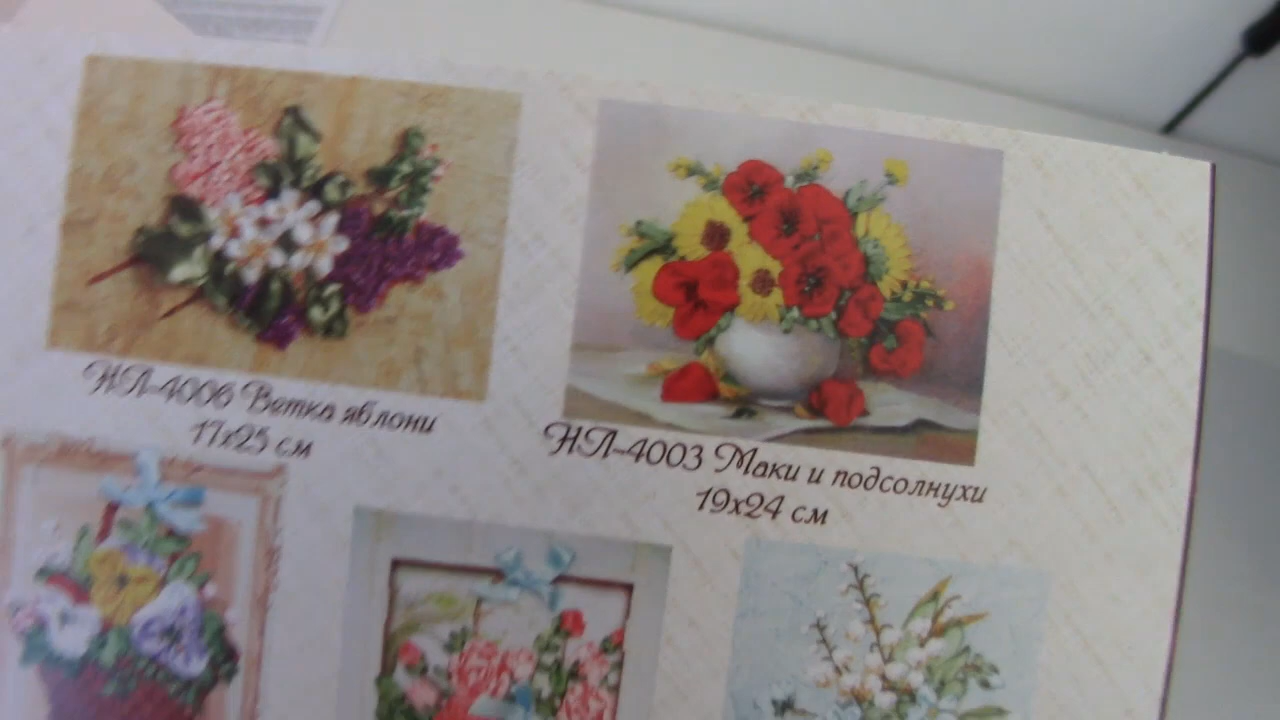 НЛ-4006 Ветка яблони
17х25 см
НЛ-4003 Маки и подсолнухи
19х24 см